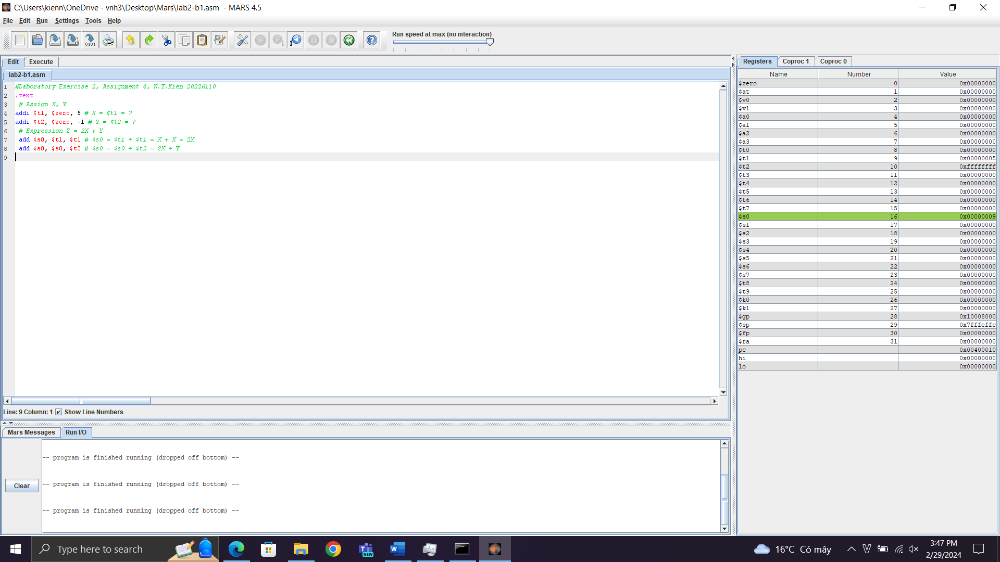 C:\Users\kienn\OneDrive - vnh3\Desktop\Mars\lab2-b1.asm - MARS 4.5
File Edit Run Settings Tools Help
Run speed at max (no interaction)
Edit Execute
lab2-b1.asm
1 #Laboratory Exercise 2, Assignment 4, N.T.Kien 20226110
2 .text
3 # Assign X, Y
4 addi $t1, $zero, 5 # X = $t1 = ?
5 addi $t2, $zero, -1 # Y = $t2 = ?
6 # Expression Z = 2X + Y
7 add $s0, $t1, $t1 # $s0 = $t1 + $t1 = X + X = 2X
8 add $s0, $s0, $t2 # $s0 = $s0 + $t2 = 2X + Y
9
Line: 9 Column: 1 Show Line Numbers
Mars Messages Run I/O
-- program is finished running (dropped off bottom) --
Clear
-- program is finished running (dropped off bottom) --
-- program is finished running (dropped off bottom) --
Registers Coproc 1 Coproc 0
Name Number Value
$zero 0 0x00000000
$at 1 0x00000000
$v0 2 0x00000000
$v1 3 0x00000000
$a0 4 0x00000000
$a1 5 0x00000000
$a2 6 0x00000000
$a3 7 0x00000000
$t0 8 0x00000000
$t1 9 0x00000005
$t2 10 0xffffffff
$t3 11 0x00000000
$t4 12 0x00000000
$t5 13 0x00000000
$t6 14 0x00000000
$t7 15 0x00000000
$s0 16 0x00000009
$s1 17 0x00000000
$s2 18 0x00000000
$s3 19 0x00000000
$s4 20 0x00000000
$s5 21 0x00000000
$s6 22 0x00000000
$s7 23 0x00000000
$t8 24 0x00000000
$t9 25 0x00000000
$k0 26 0x00000000
$k1 27 0x00000000
$gp 28 0x10008000
$sp 29 0x7fffeffc
$fp 30 0x00000000
$ra 31 0x00000000
pc 0x00400010
hi 0x00000000
lo 0x00000000
Type here to search
NEW
16°C Có mây
3:47 PM
2/29/2024